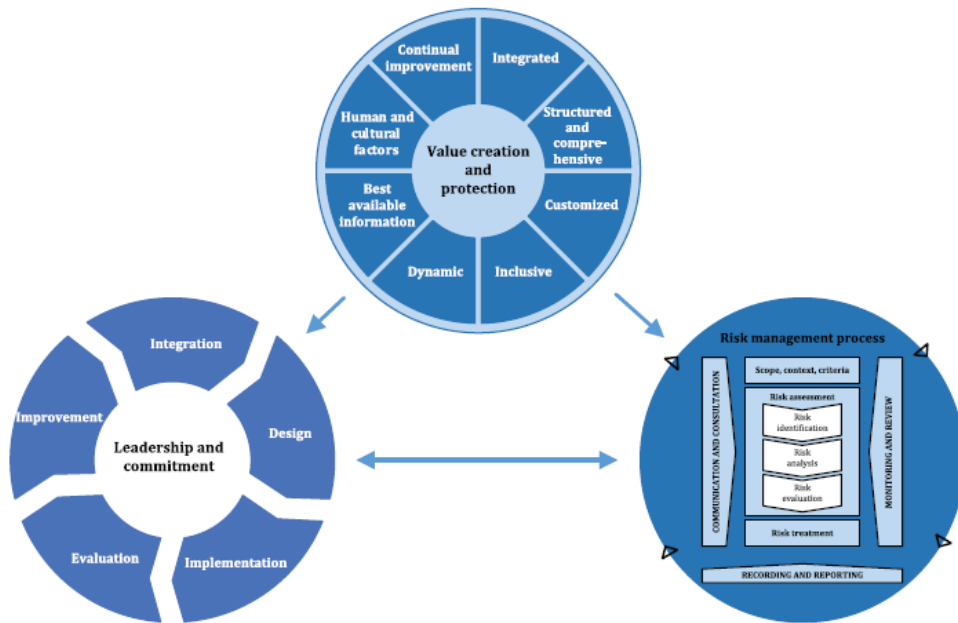 Continual
improvement
Integrated
Human and
cultural
factors
Structured
and
compre-
hensive
Value creation
and
protection
Best
available
information
Customized
Dynamic
Inclusive
Integration
Improvement
Design
Leadership and
commitment
Evaluation
Implementation
Risk management process
Scope, context, criteria
Risk assessment
Risk
identification
Risk
analysis
Risk
evaluation
Risk treatment
COMMUNICATION AND CONSULTATION
MONITORING AND REVIEW
RECORDING AND REPORTING